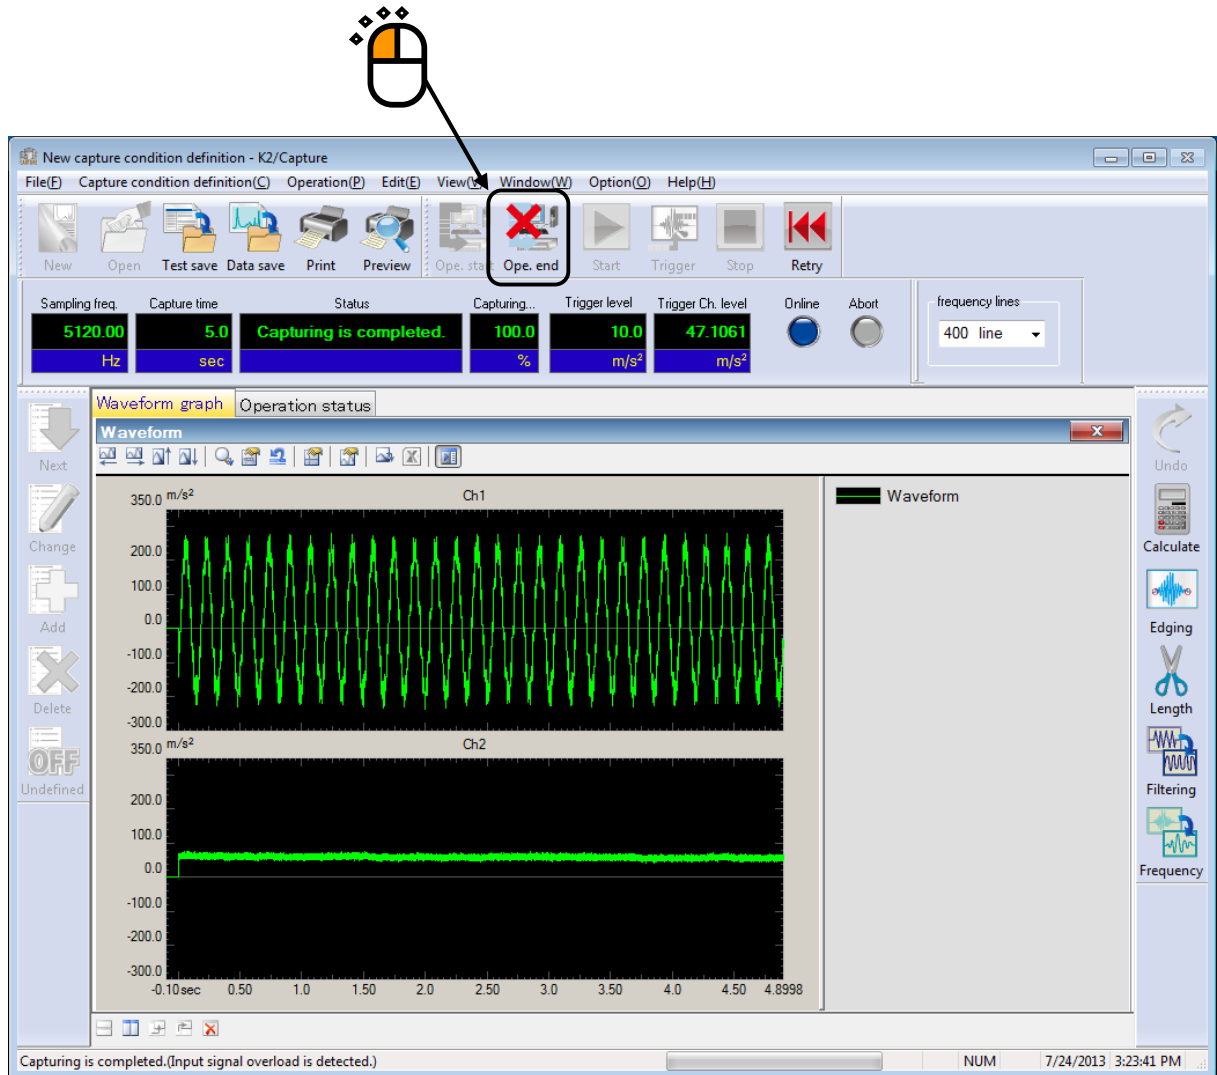 New capture condition definition - K2/Capture
File(F) Capture condition definition(C) Operation(P) Edit(E) View(V) Window(W) Option(O) Help(H)
New Open Test save Data save Print Preview Ope. start Ope. end Start Trigger Stop Retry
Sampling freq. Capture time Status Capturing... Trigger level Trigger Ch. level Online Abort frequency lines
5120.00 5.0 Capturing is completed. 100.0 10.0 47.1061 400 line
Hz sec % m/s² m/s²
Waveform graph Operation status
Waveform
Next
Change
Add
Delete
OFF
Undefined
350.0 m/s² Ch1
200.0
100.0
0.0
-100.0
-200.0
-300.0
350.0 m/s² Ch2
200.0
100.0
0.0
-100.0
-200.0
-300.0
-0.10sec 0.50 1.0 1.50 2.0 2.50 3.0 3.50 4.0 4.50 4.8998
Waveform
Undo
Calculate
Edging
Length
Filtering
Frequency
Capturing is completed.(Input signal overload is detected.) NUM 7/24/2013 3:23:41 PM